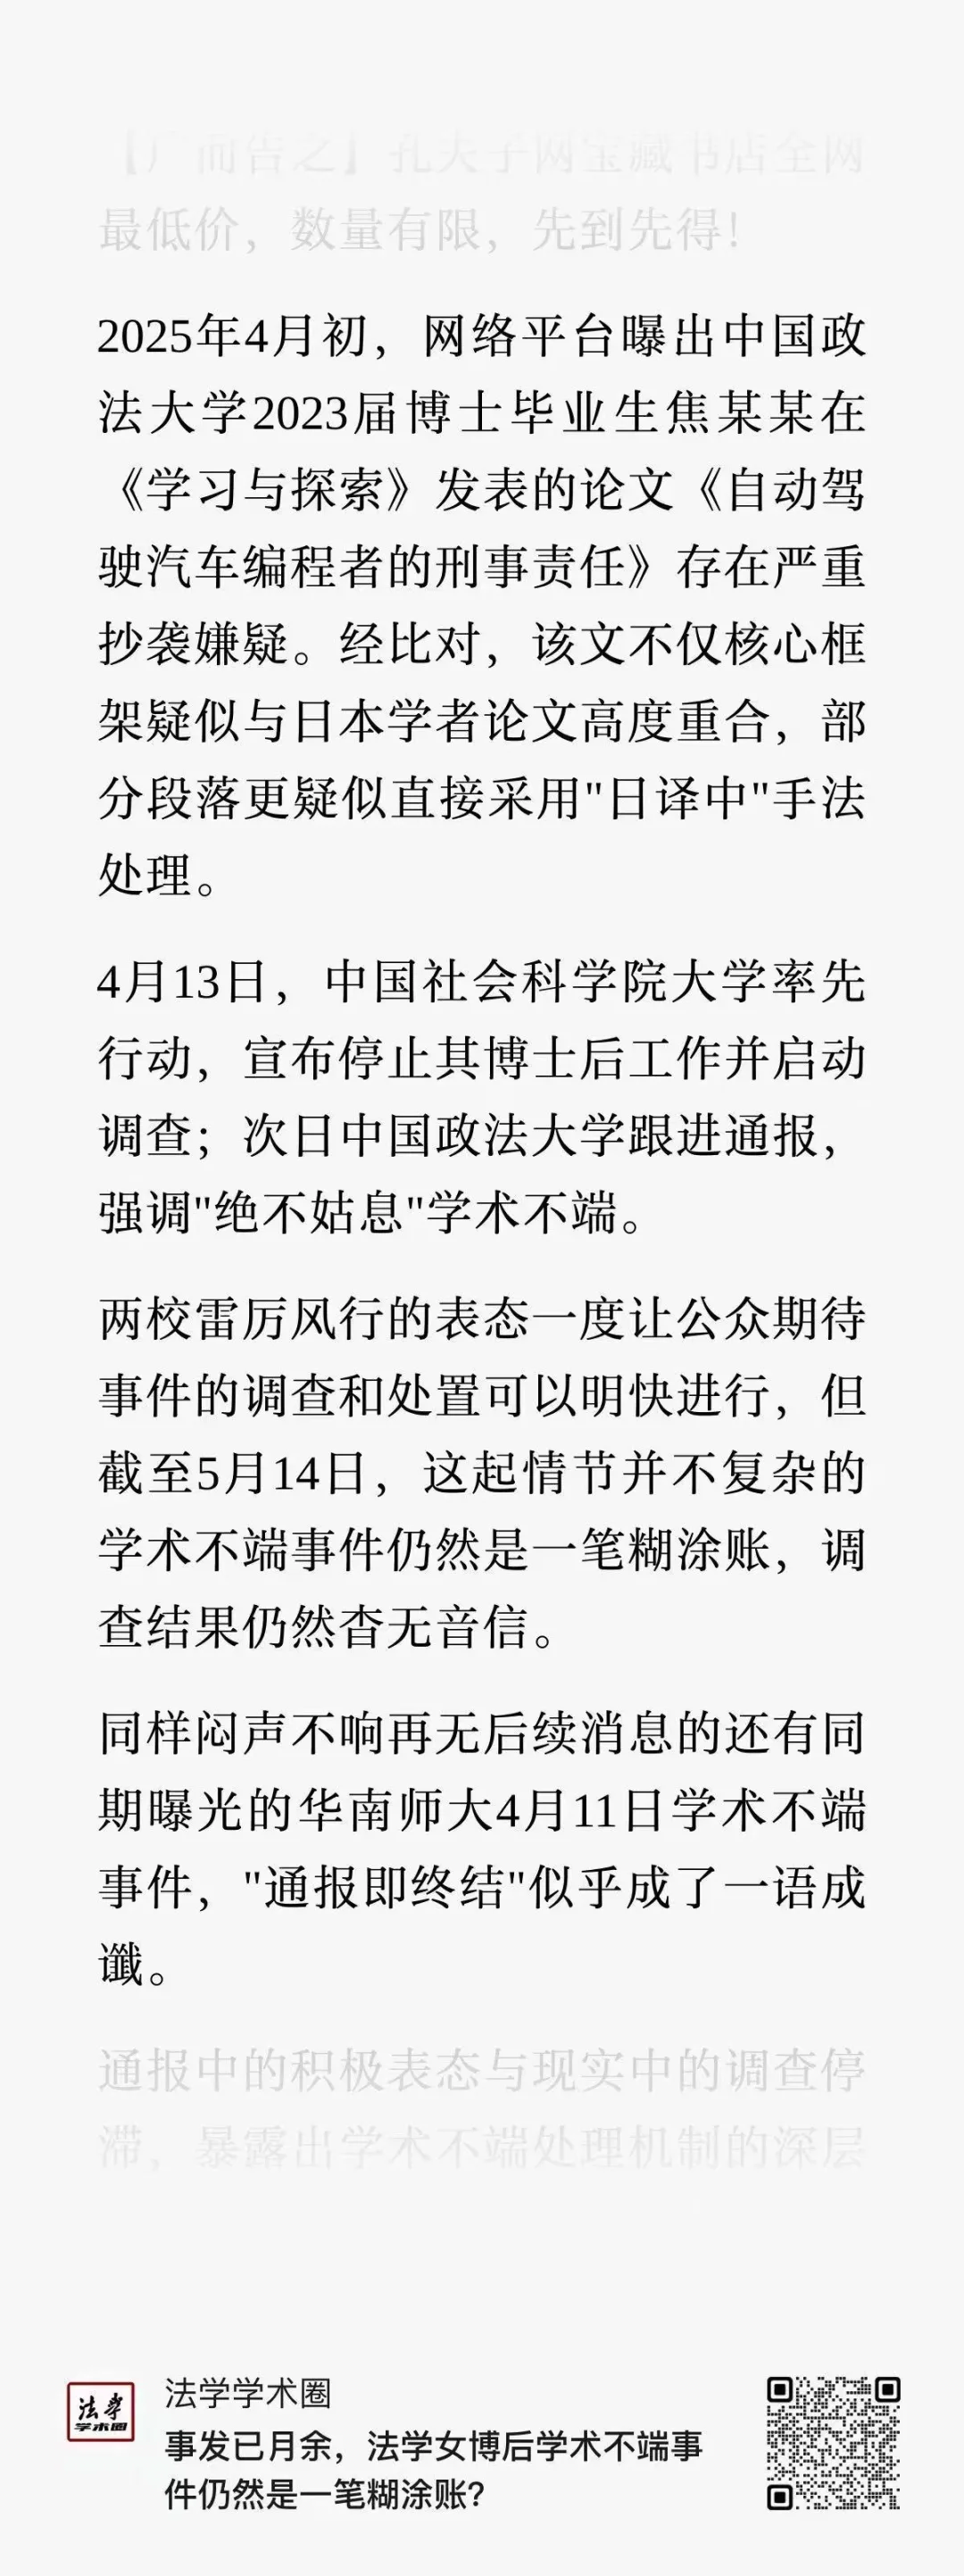 【广而告之】孔夫子网宝藏书店全网
最低价，数量有限，先到先得！
2025年4月初，网络平台曝出中国政
法大学2023届博士毕业生焦某某在
《学习与探索》发表的论文《自动驾
驶汽车编程者的刑事责任》存在严重
抄袭嫌疑。经比对，该文不仅核心框
架疑似与日本学者论文高度重合，部
分段落更疑似直接采用"日译中"手法
处理。
4月13日，中国社会科学院大学率先
行动，宣布停止其博士后工作并启动
调查；次日中国政法大学跟进通报，
强调"绝不姑息"学术不端。
两校雷厉风行的表态一度让公众期待
事件的调查和处置可以明快进行，但
截至5月14日，这起情节并不复杂的
学术不端事件仍然是一笔糊涂账，调
查结果仍然杳无音信。
同样闷声不响再无后续消息的还有同
期曝光的华南师大4月11日学术不端
事件，"通报即终结"似乎成了一语成
谶。
通报中的积极表态与现实中的调查停
滞，暴露出学术不端处理机制的深层
法学
学术圈
法学学术圈
事发已月余，法学女博后学术不端事
件仍然是一笔糊涂账？